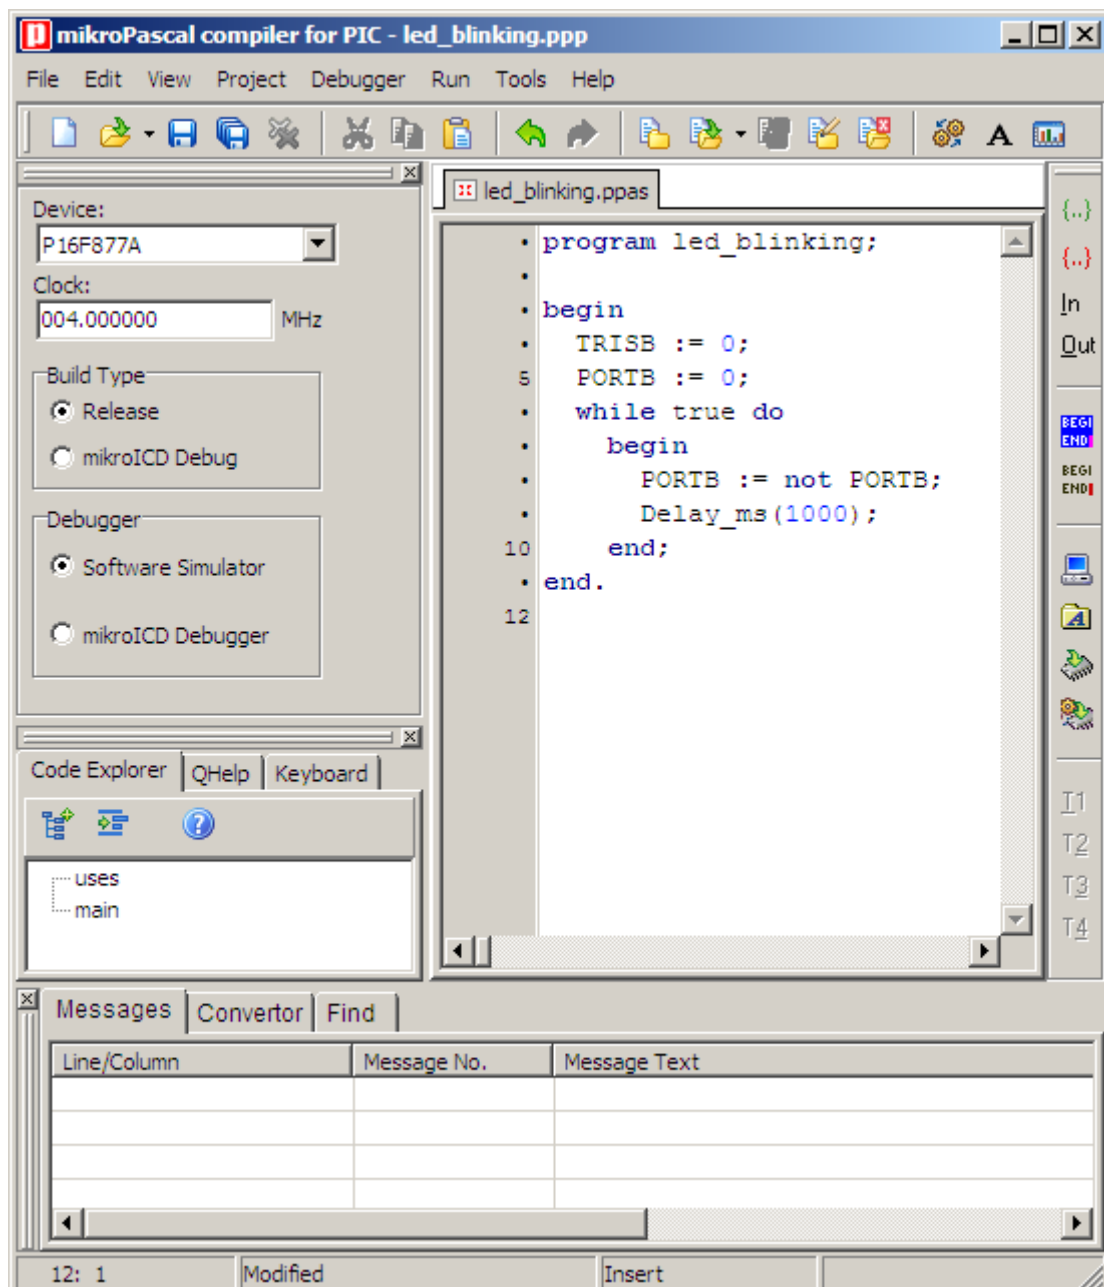 mikroPascal compiler for PIC - led_blinking.ppp
File Edit View Project Debugger Run Tools Help
Device:
P16F877A
Clock:
004.000000 MHz
Build Type
Release
mikroICD Debug
Debugger
Software Simulator
mikroICD Debugger
Code Explorer QHelp Keyboard
uses
main
led_blinking.ppas
program led_blinking;
begin
TRISB := 0;
5 PORTB := 0;
while true do
begin
PORTB := not PORTB;
Delay_ms(1000);
10 end;
end.
12
{..}
{..}
In
Out
BEGI
END
BEGI
END
T1
T2
T3
T4
Messages Convertor Find
Line/Column Message No. Message Text
12: 1 Modified Insert